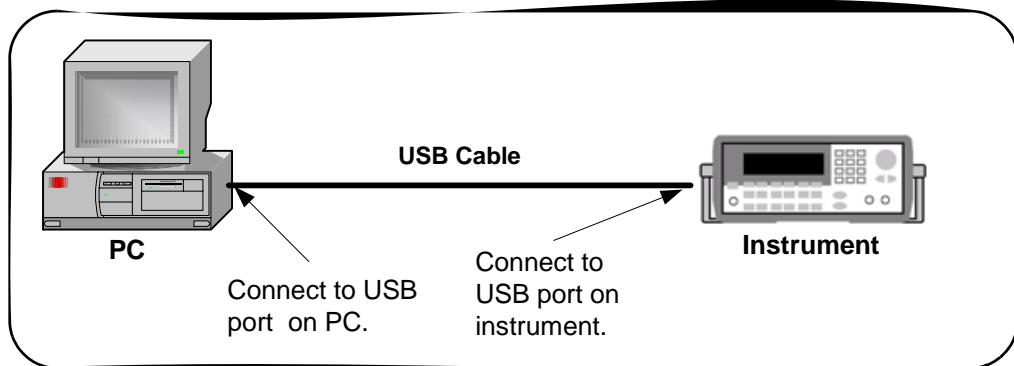 USB Cable
PC
Instrument
Connect to USB
port on PC.
Connect to
USB port on
instrument.